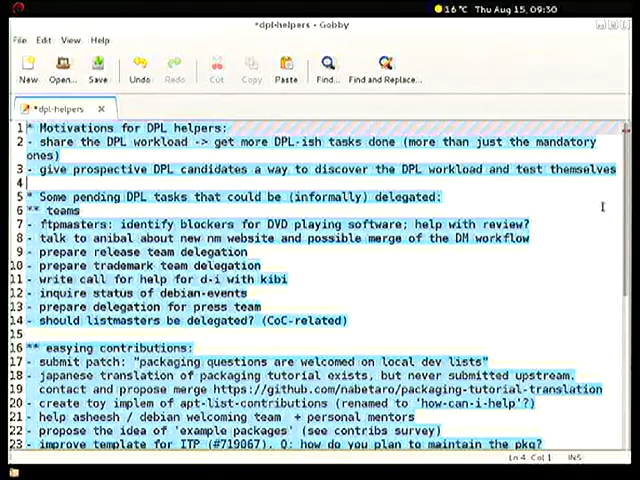 16°C Thu Aug 15, 09:30
*dpl-helpers - Gobby
File Edit View Help
New Open... Save Undo Redo Cut Copy Paste Find... Find and Replace...
*dpl-helpers
1 * Motivations for DPL helpers:
2 - share the DPL workload -> get more DPL-ish tasks done (more than just the mandatory
ones)
3 - give prospective DPL candidates a way to discover the DPL workload and test themselves
4
5 * Some pending DPL tasks that could be (informally) delegated:
6 ** teams
7 - ftpmasters: identify blockers for DVD playing software; help with review?
8 - talk to anibal about new nm website and possible merge of the DM workflow
9 - prepare release team delegation
10 - prepare trademark team delegation
11 - write call for help for d-i with kibi
12 - inquire status of debian-events
13 - prepare delegation for press team
14 - should listmasters be delegated? (CoC-related)
15
16 ** easying contributions:
17 - submit patch: "packaging questions are welcomed on local dev lists"
18 - japanese translation of packaging tutorial exists, but never submitted upstream.
19 contact and propose merge https://github.com/nabetaro/packaging-tutorial-translation
20 - create toy implem of apt-list-contributions (renamed to 'how-can-i-help'?)
21 - help asheesh / debian welcoming team + personal mentors
22 - propose the idea of 'example packages' (see contribs survey)
23 - improve template for ITP (#719067). Q: how do you plan to maintain the pkg?
Ln 4, Col 1 INS